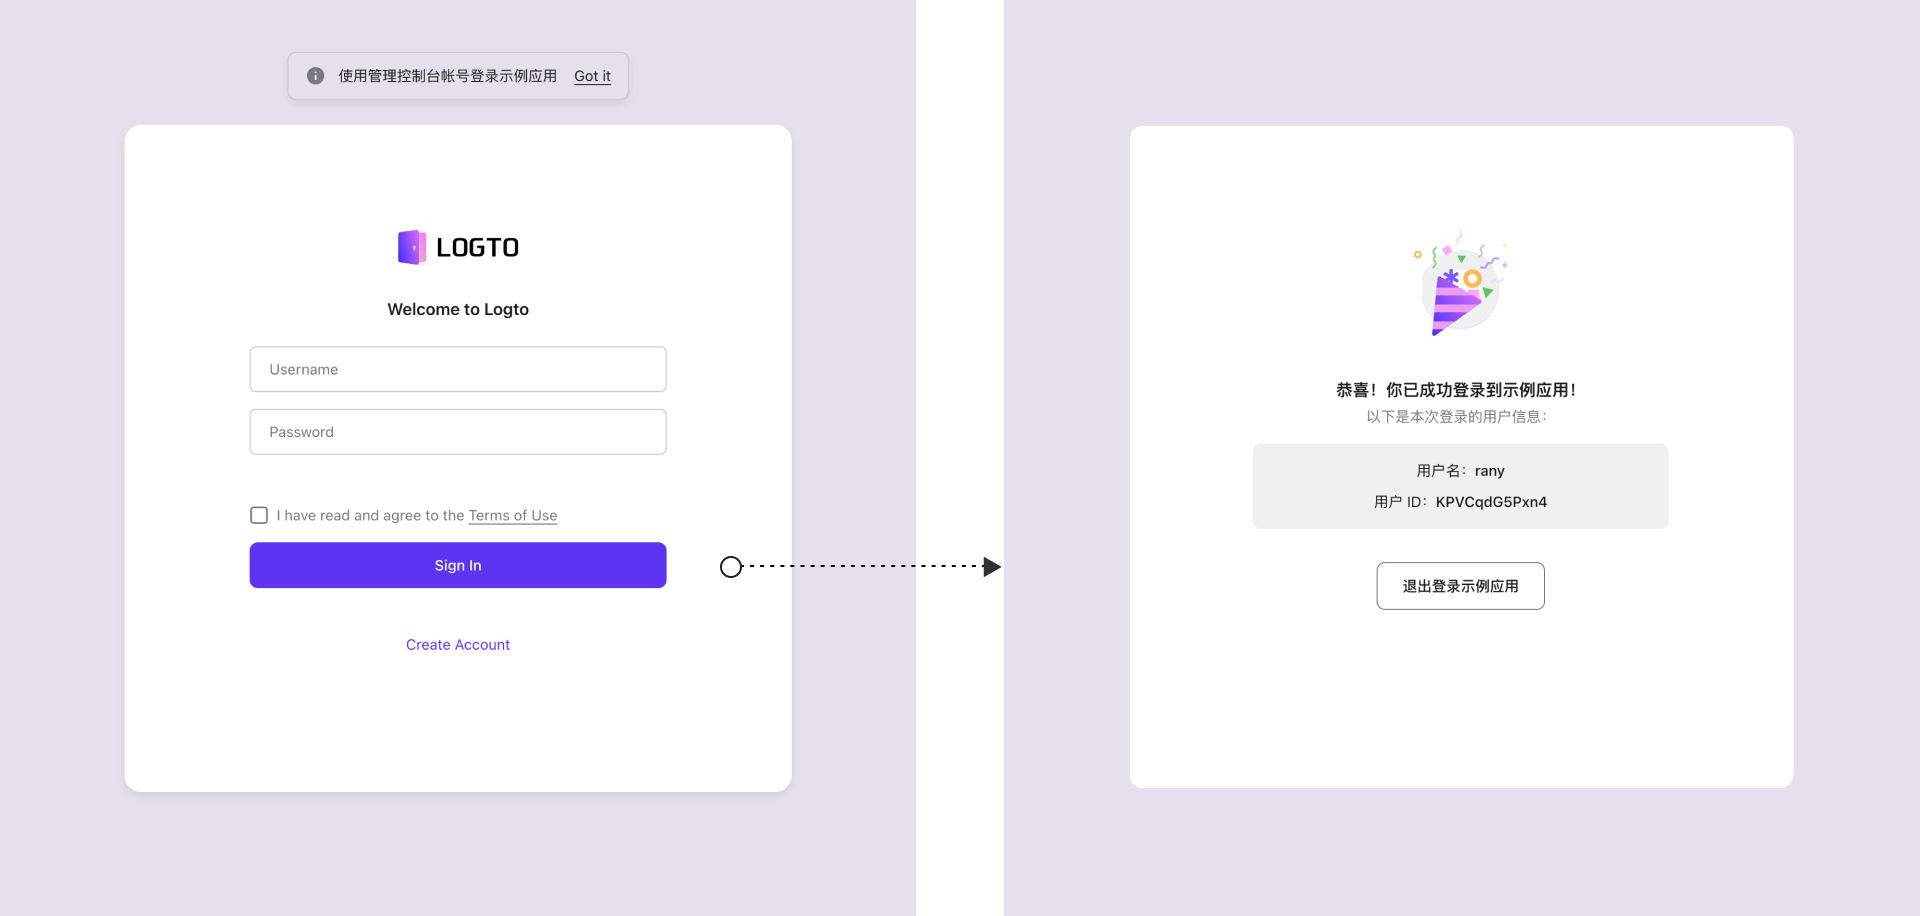 使用管理控制台帐号登录示例应用 Got it
LOGTO
Welcome to Logto
Username
Password
I have read and agree to the Terms of Use
Sign In
Create Account
恭喜！你已成功登录到示例应用！
以下是本次登录的用户信息：
用户名：rany
用户 ID：KPVCqdG5Pxn4
退出登录示例应用